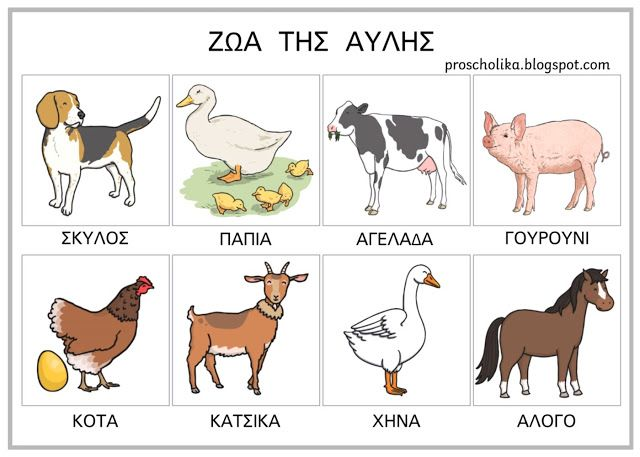 ΖΩΑ ΤΗΣ ΑΥΛΗΣ
proscholika.blogspot.com
ΣΚΥΛΟΣ ΠΑΠΙΑ ΑΓΕΛΑΔΑ ΓΟΥΡΟΥΝΙ
ΚΟΤΑ ΚΑΤΣΙΚΑ ΧΗΝΑ ΑΛΟΓΟ